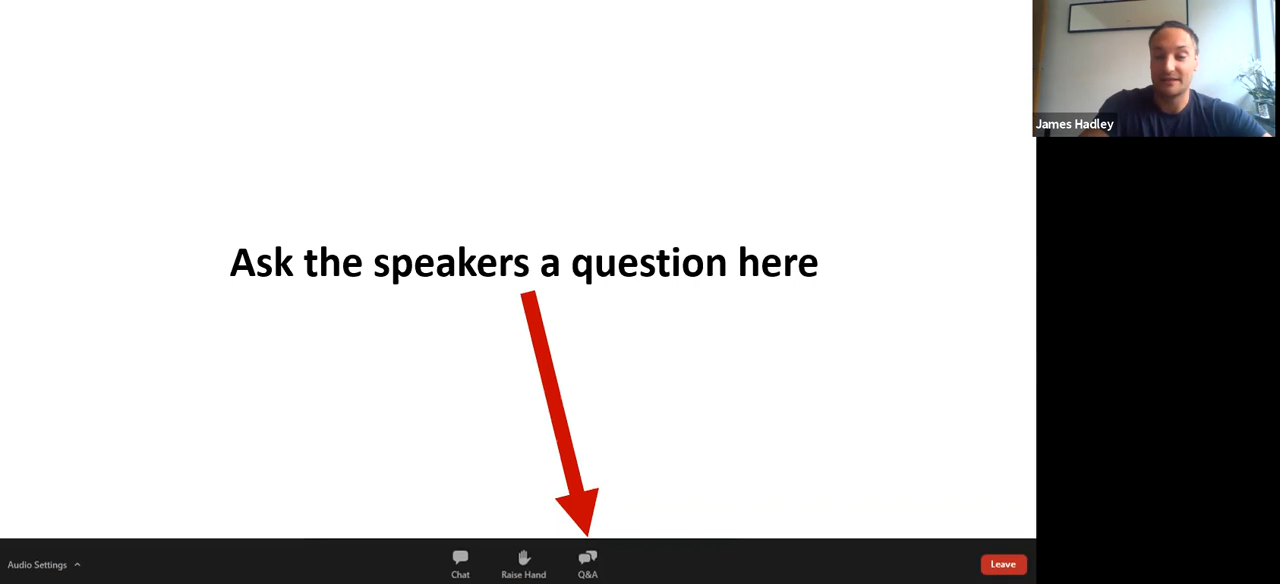 Ask the speakers a question here
James Hadley
Audio Settings
Chat
Raise Hand
Q&A
Leave